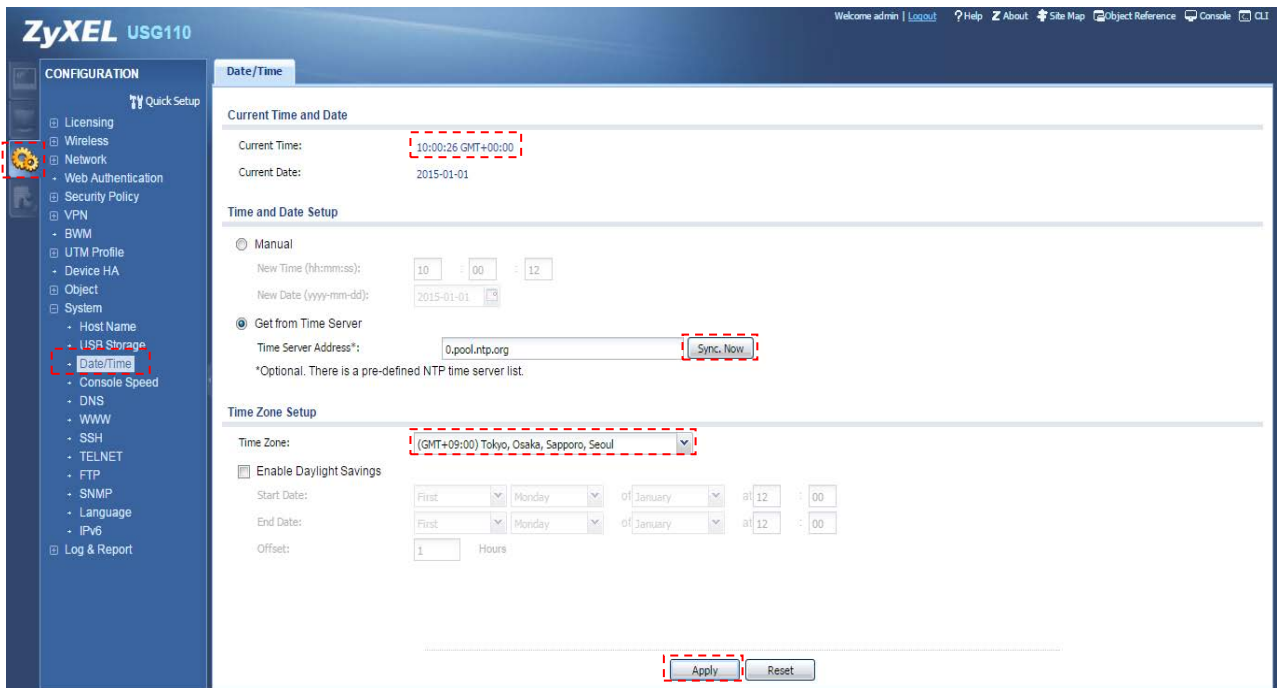 ZyXEL USG110
Welcome admin | Logout ?Help Z About Site Map Object Reference Console CLI
CONFIGURATION
Quick Setup
Licensing
Wireless
Network
Web Authentication
Security Policy
VPN
BWM
UTM Profile
Device HA
Object
System
Host Name
USB Storage
Date/Time
Console Speed
DNS
WWW
SSH
TELNET
FTP
SNMP
Language
IPv6
Log & Report
Date/Time
Current Time and Date
Current Time: 10:00:26 GMT+00:00
Current Date: 2015-01-01
Time and Date Setup
Manual
New Time (hh:mm:ss): 10 : 00 : 12
New Date (yyyy-mm-dd): 2015-01-01
Get from Time Server
Time Server Address*: 0.pool.ntp.org Sync. Now
*Optional. There is a pre-defined NTP time server list.
Time Zone Setup
Time Zone: (GMT+09:00) Tokyo, Osaka, Sapporo, Seoul
Enable Daylight Savings
Start Date: First Monday of January at 12 : 00
End Date: First Monday of January at 12 : 00
Offset: 1 Hours
Apply Reset